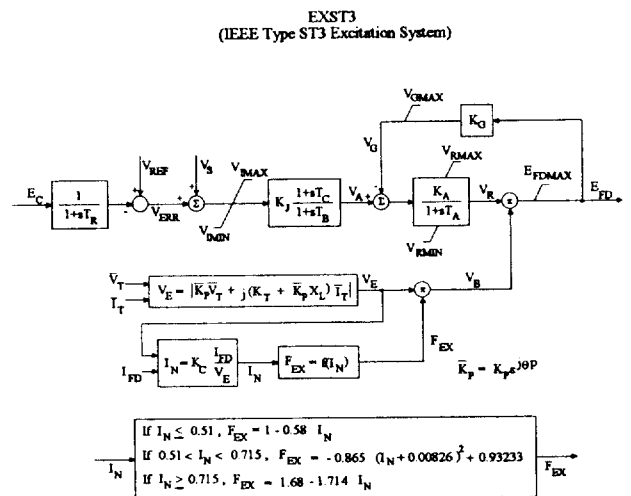 EXST3
(IEEE Type ST3 Excitation System)
V_GMAX
K_G
V_G
V_REF
V_S
V_IMAX
V_RMAX
E_FDMAX
E_C
1
1+sT_R
+
-
V_ERR
+
+
Σ
V_IMIN
K_J
1+sT_C
1+sT_B
V_A
+
-
Σ
K_A
1+sT_A
V_R
π
E_FD
V_RMIN
V̅_T
I̅_T
V_E = |K̅_P V̅_T + j(K_T + K̅_P X_L) I̅_T|
V_E
π
V_B
F_EX
I_FD
I_N = K_C I_FD
V_E
I_N
F_EX = f(I_N)
K̅_P = K_P ε^jθP
If I_N ≤ 0.51, F_EX = 1 - 0.58 I_N
If 0.51 < I_N < 0.715, F_EX = -0.865 (I_N + 0.00826)² + 0.93233
If I_N ≥ 0.715, F_EX = 1.68 - 1.714 I_N
I_N
F_EX